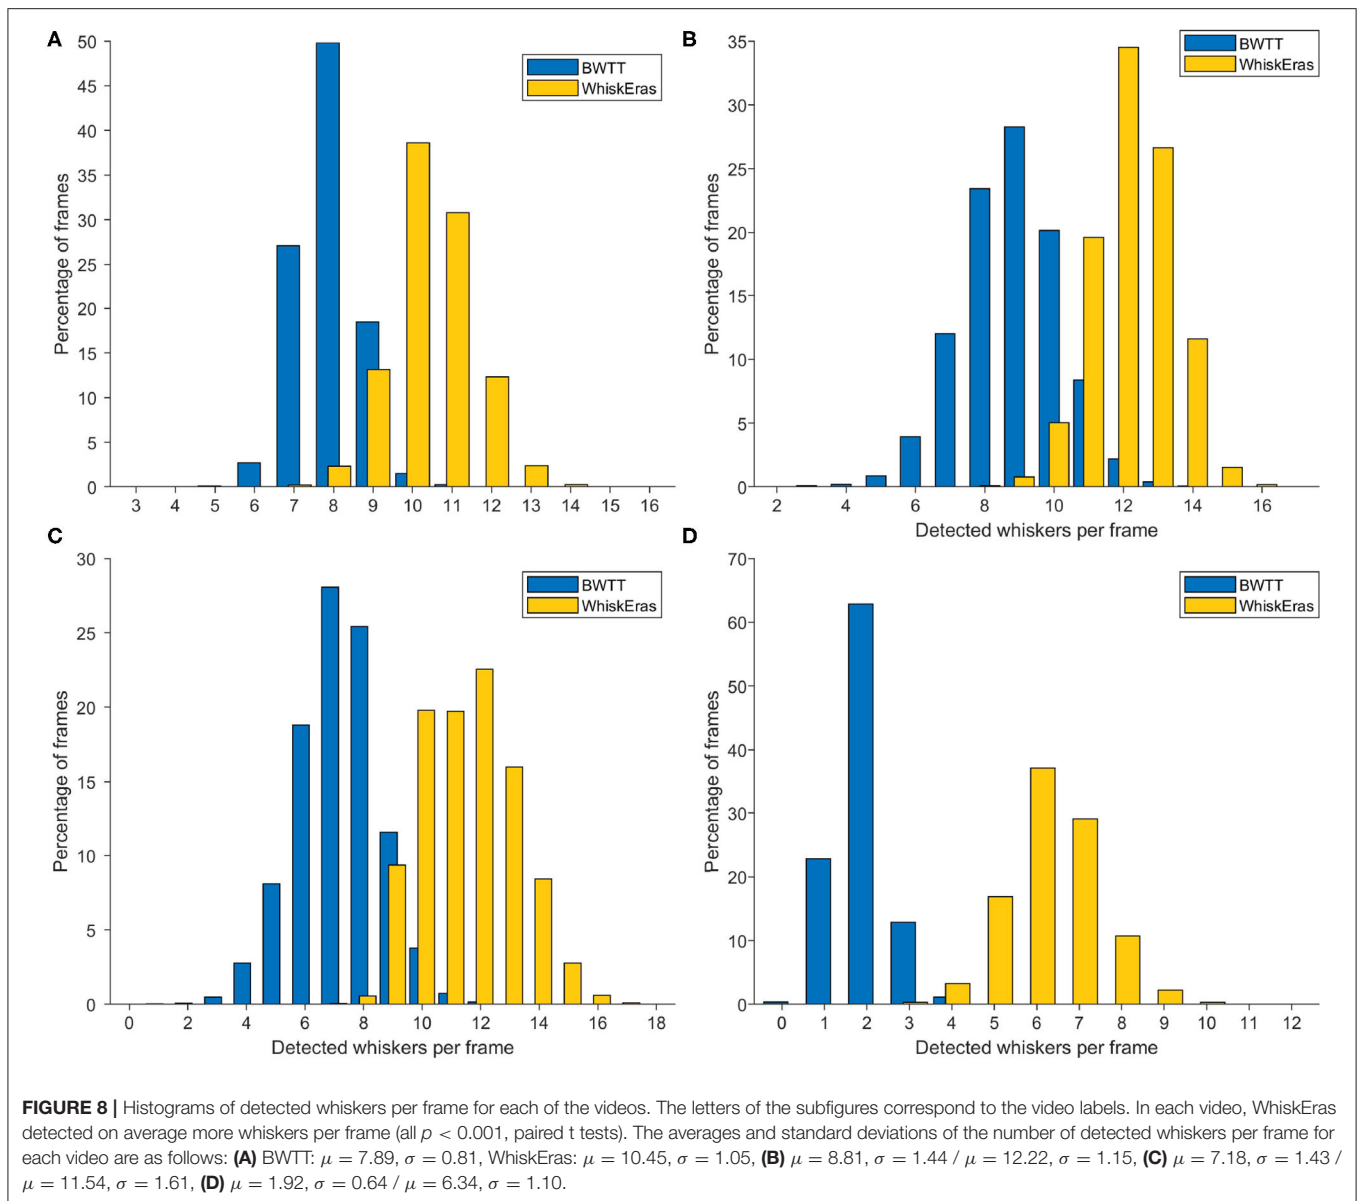 A
50
45
40
35
30
25
20
15
10
5
0
Percentage of frames
BWTT
WhiskEras
3 4 5 6 7 8 9 10 11 12 13 14 15 16
B
35
30
25
20
15
10
5
0
Percentage of frames
BWTT
WhiskEras
2 4 6 8 10 12 14 16
Detected whiskers per frame
C
30
25
20
15
10
5
0
Percentage of frames
BWTT
WhiskEras
0 2 4 6 8 10 12 14 16 18
Detected whiskers per frame
D
70
60
50
40
30
20
10
0
Percentage of frames
BWTT
WhiskEras
0 1 2 3 4 5 6 7 8 9 10 11 12
Detected whiskers per frame
FIGURE 8 | Histograms of detected whiskers per frame for each of the videos. The letters of the subfigures correspond to the video labels. In each video, WhiskEras
detected on average more whiskers per frame (all p < 0.001, paired t tests). The averages and standard deviations of the number of detected whiskers per frame for
each video are as follows: (A) BWTT: μ = 7.89, σ = 0.81, WhiskEras: μ = 10.45, σ = 1.05, (B) μ = 8.81, σ = 1.44 / μ = 12.22, σ = 1.15, (C) μ = 7.18, σ = 1.43 /
μ = 11.54, σ = 1.61, (D) μ = 1.92, σ = 0.64 / μ = 6.34, σ = 1.10.